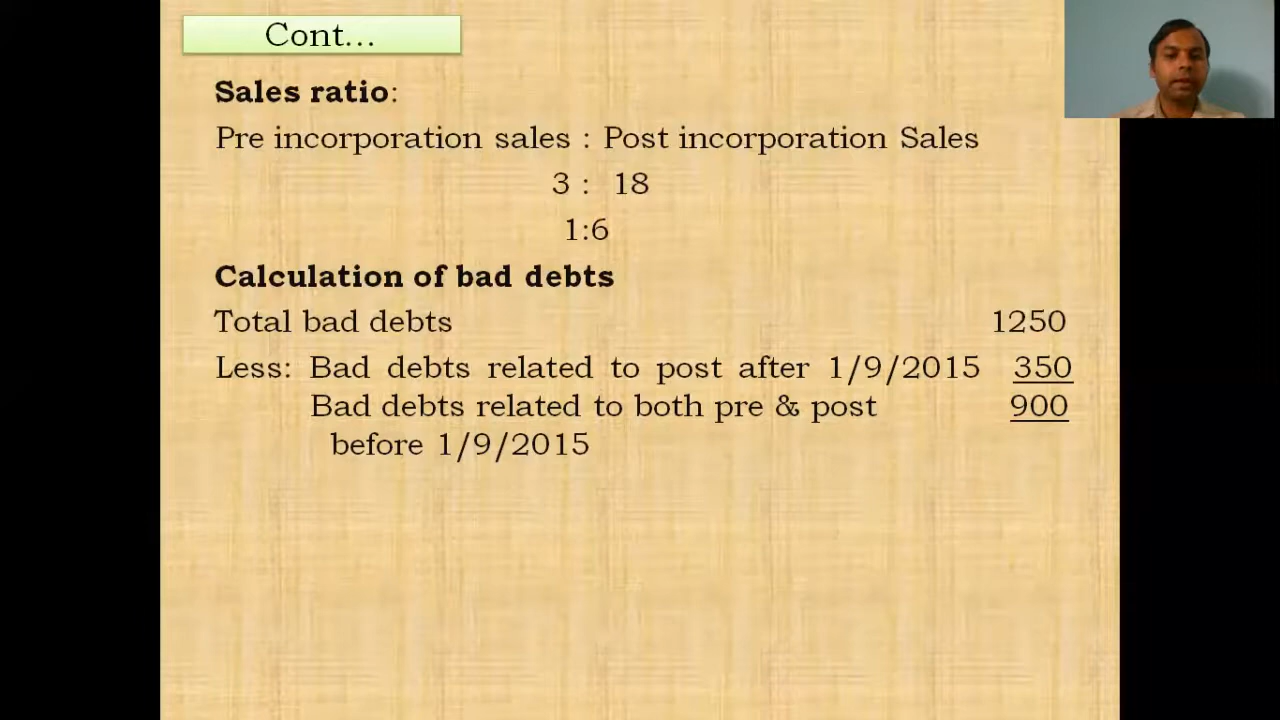 Cont...
Sales ratio:
Pre incorporation sales : Post incorporation Sales
3 : 18
1:6
Calculation of bad debts
Total bad debts 1250
Less: Bad debts related to post after 1/9/2015 350
Bad debts related to both pre & post 900
before 1/9/2015